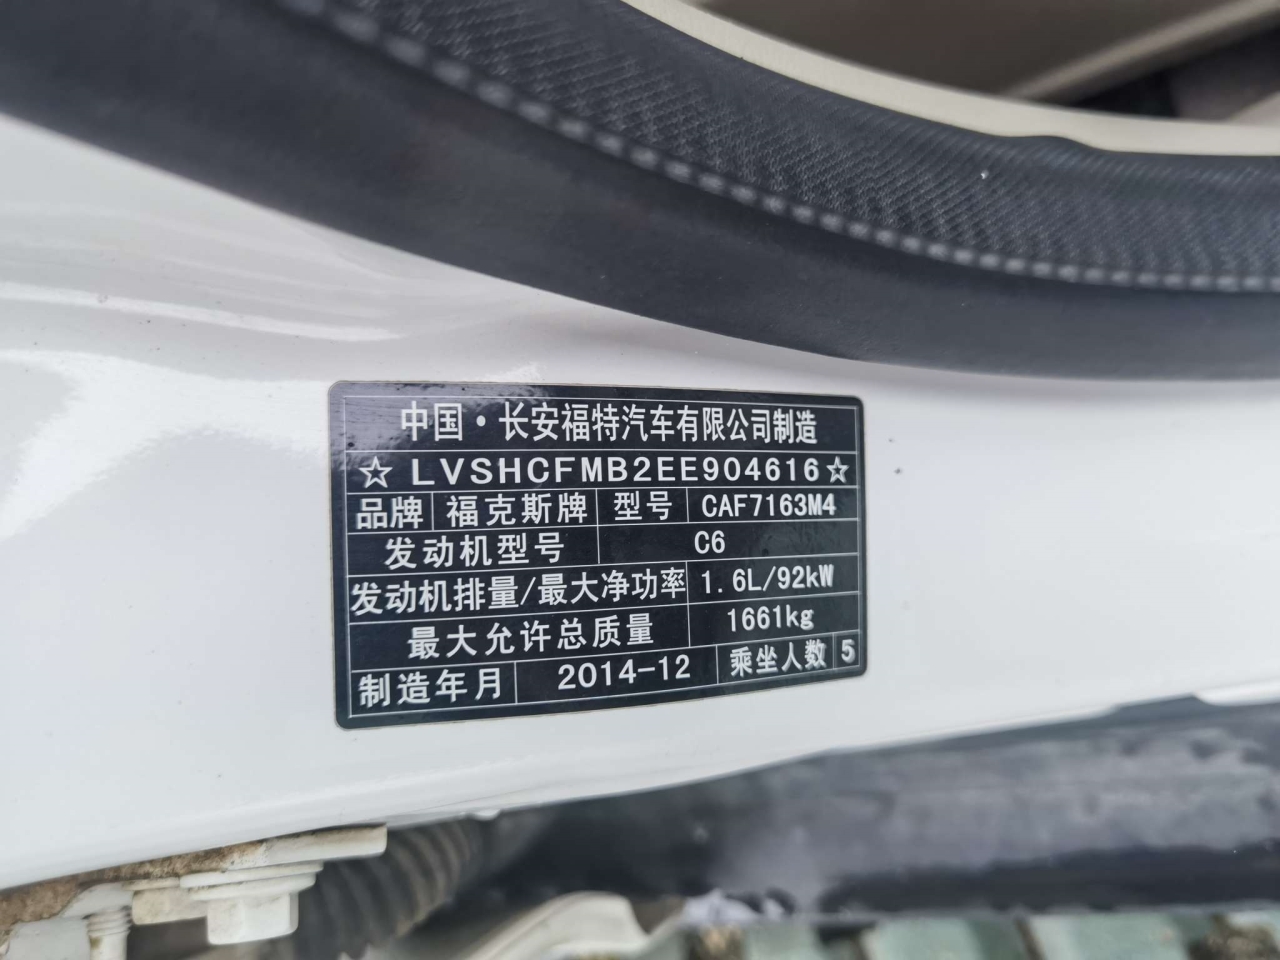 中国·长安福特汽车有限公司制造
☆LVSHCFMB2EE904616☆
品牌 福克斯牌 型号 CAF7163M4
发动机型号 C6
发动机排量/最大净功率 1.6L/92kW
最大允许总质量 1661kg
制造年月 2014-12 乘坐人数 5